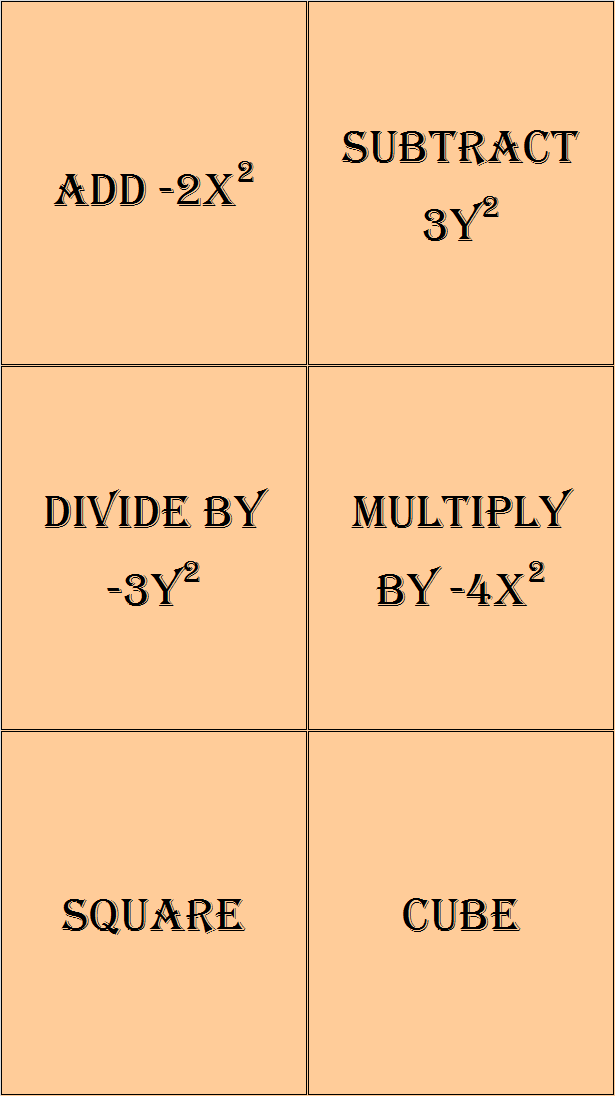 ADD -2X²
SUBTRACT
3Y²
DIVIDE BY
-3Y²
MULTIPLY
BY -4X²
SQUARE
CUBE